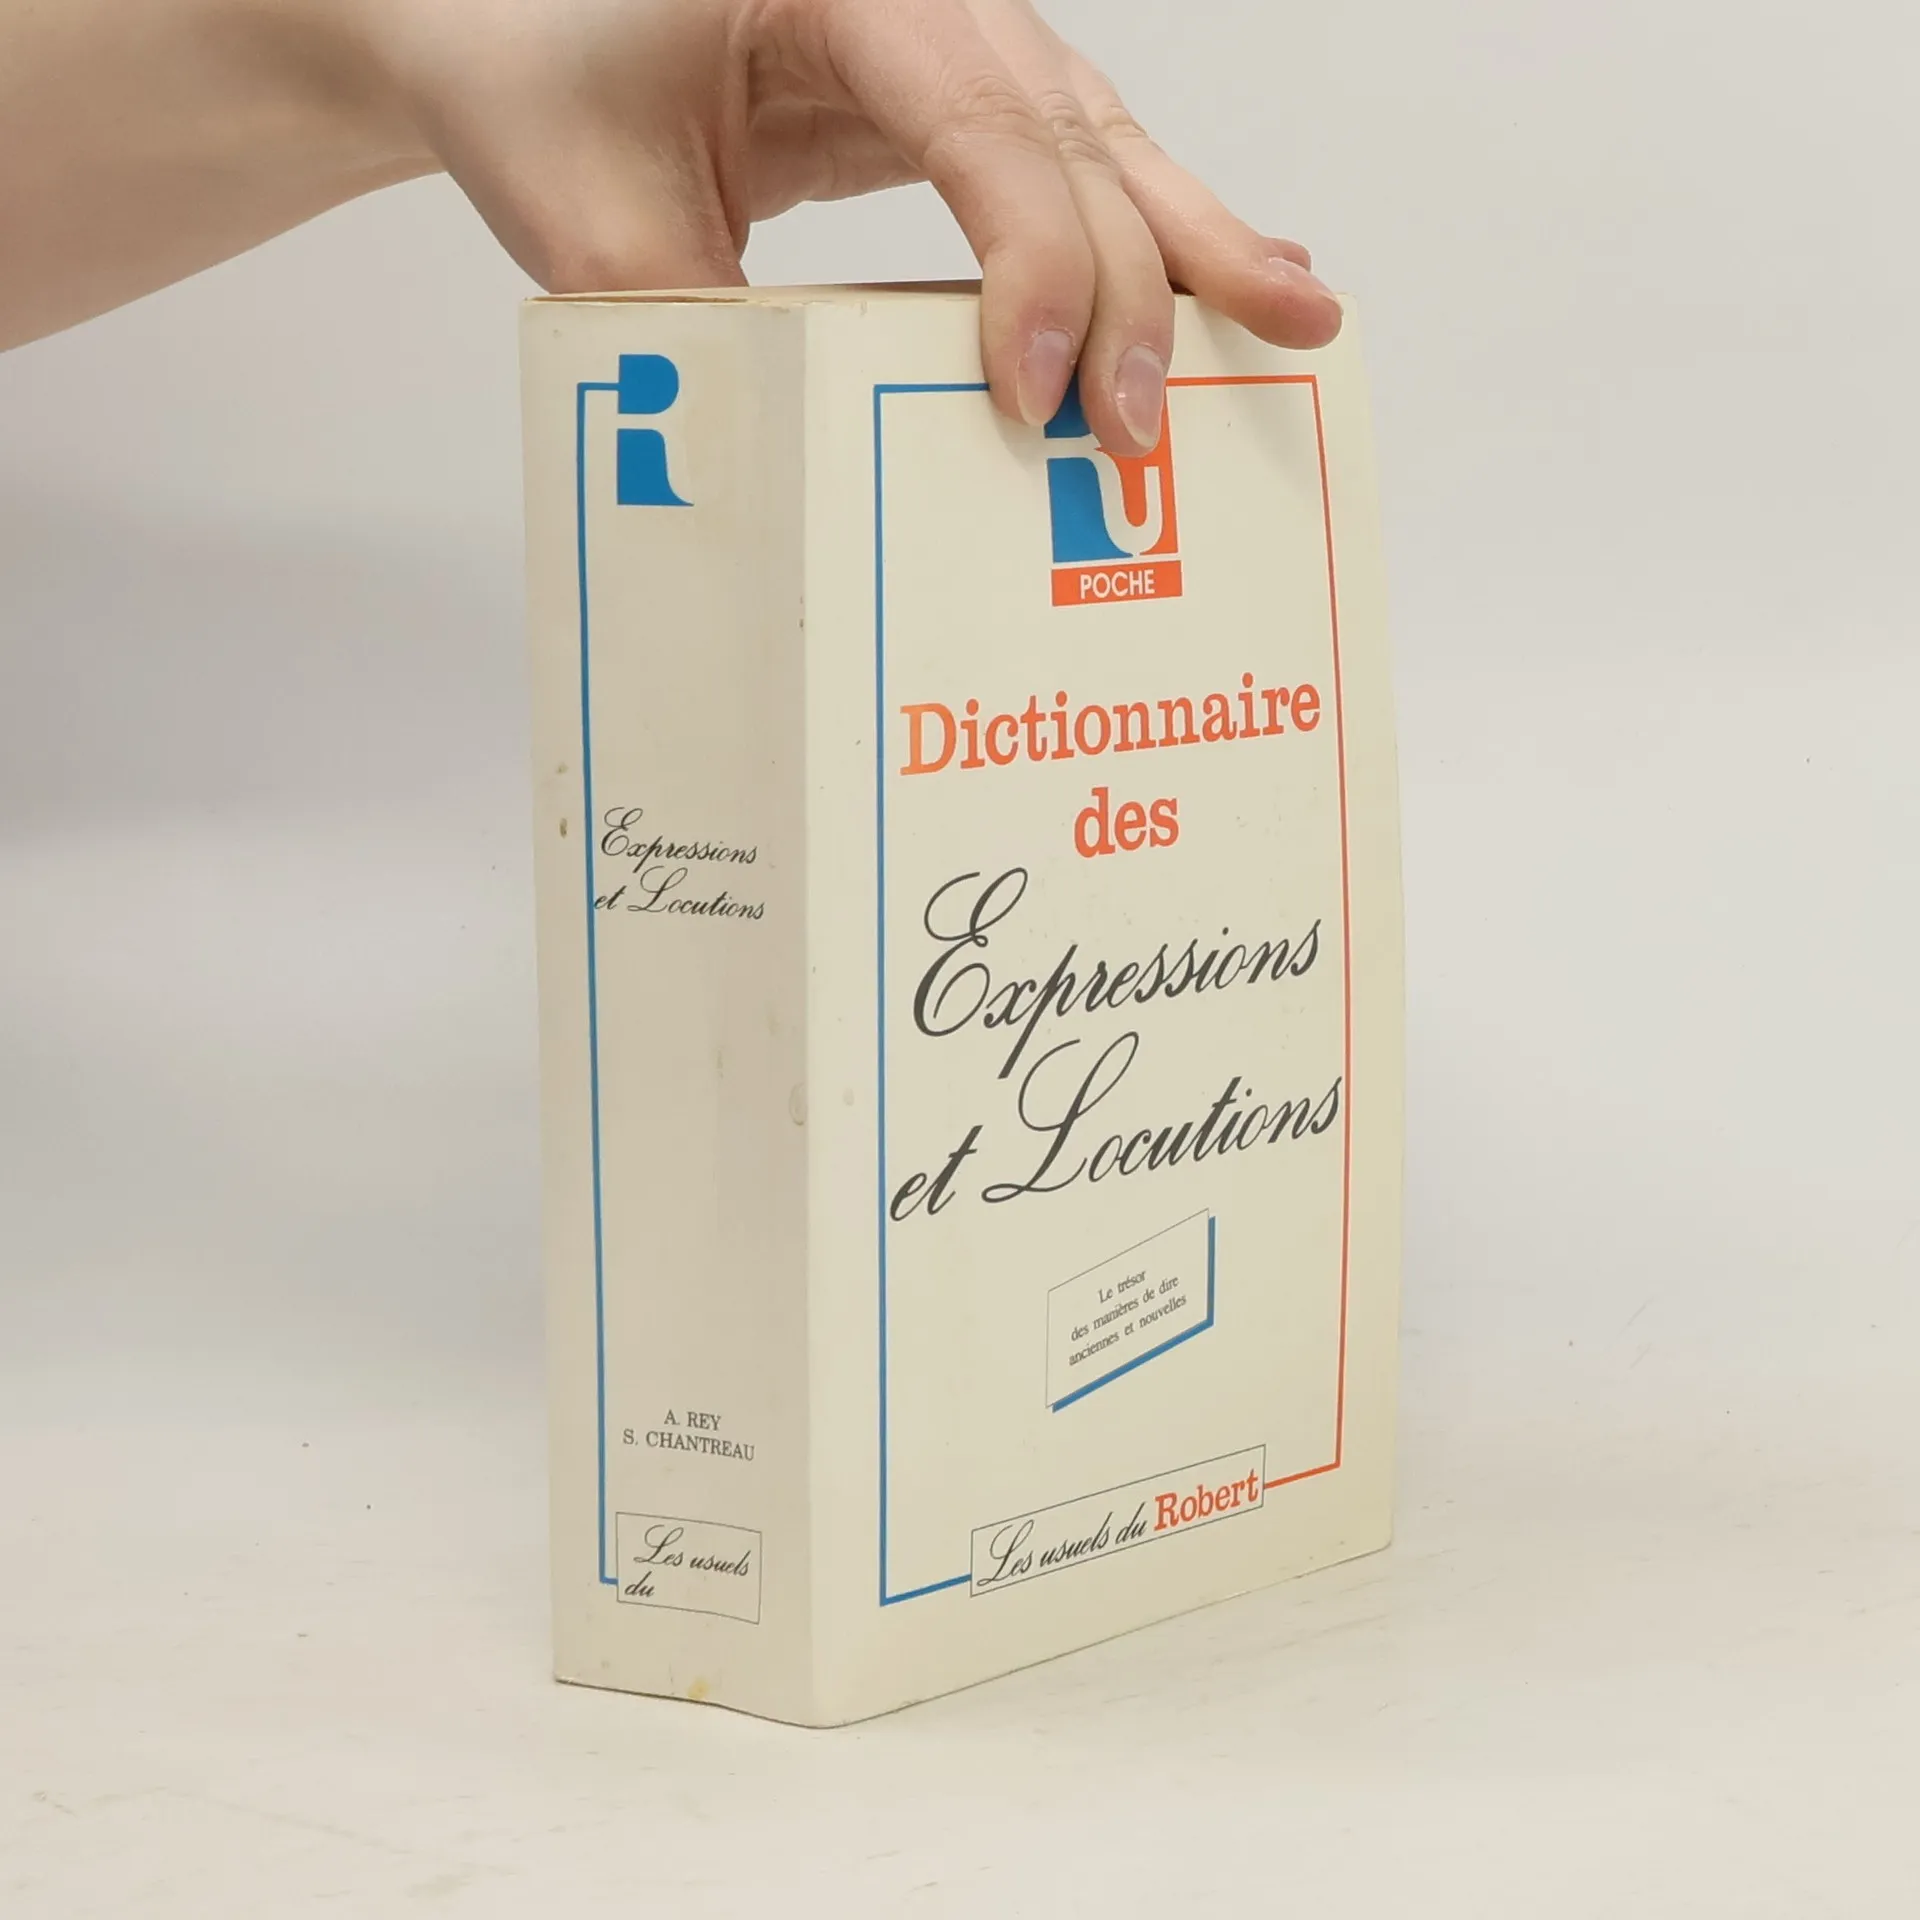 R
Expressions
et Locutions
A. REY
S. CHANTREAU
Les usuels
du
RU
POCHE
Dictionnaire
des
Expressions
et Locutions
Le trésor
des manières de dire
anciennes et nouvelles
Les usuels du Robert